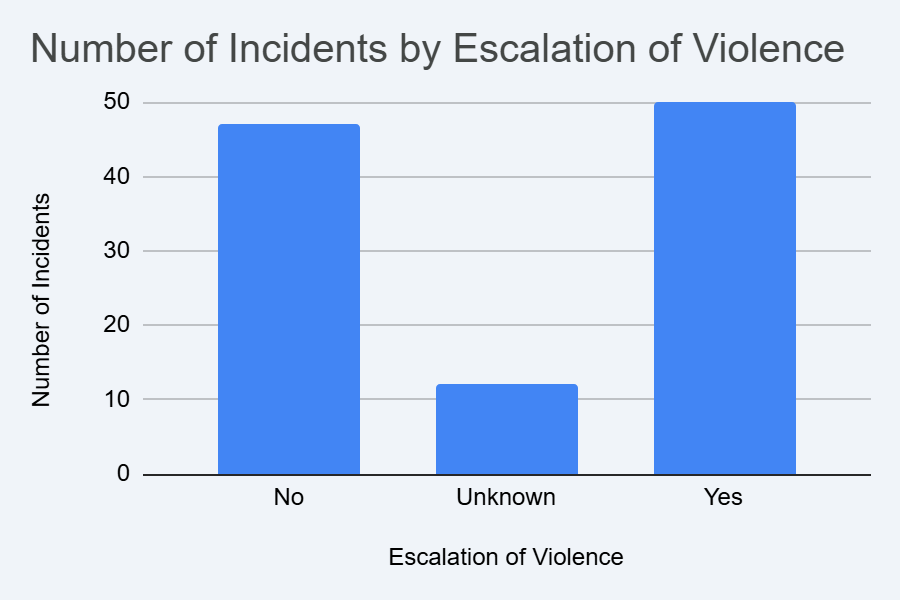 Number of Incidents by Escalation of Violence
50
40
30
20
10
0
Number of Incidents
No
Unknown
Yes
Escalation of Violence